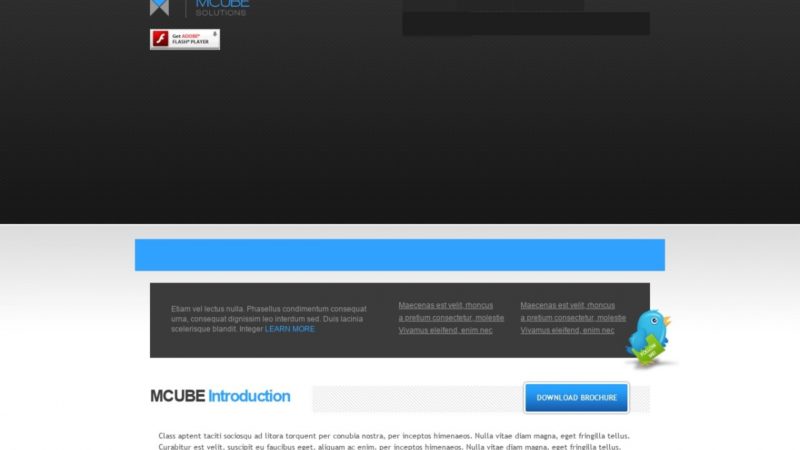 MCUBE
SOLUTIONS
Get ADOBE®
FLASH® PLAYER
Etiam vel lectus nulla. Phasellus condimentum consequat
urna, consequat dignissim leo interdum sed. Duis lacinia
scelerisque blandit. Integer LEARN MORE
Maecenas est velit, rhoncus
a pretium consectetur, molestie
Vivamus eleifend, enim nec
Maecenas est velit, rhoncus
a pretium consectetur, molestie
Vivamus eleifend, enim nec
FOLLOW
ME!
MCUBE Introduction
DOWNLOAD BROCHURE
Class aptent taciti sociosqu ad litora torquent per conubia nostra, per inceptos himenaeos. Nulla vitae diam magna, eget fringilla tellus.
Curabitur est velit, suscipit eu faucibus eget, aliquam ac enim. per inceptos himenaeos. Nulla vitae diam magna, eget fringilla tellus.